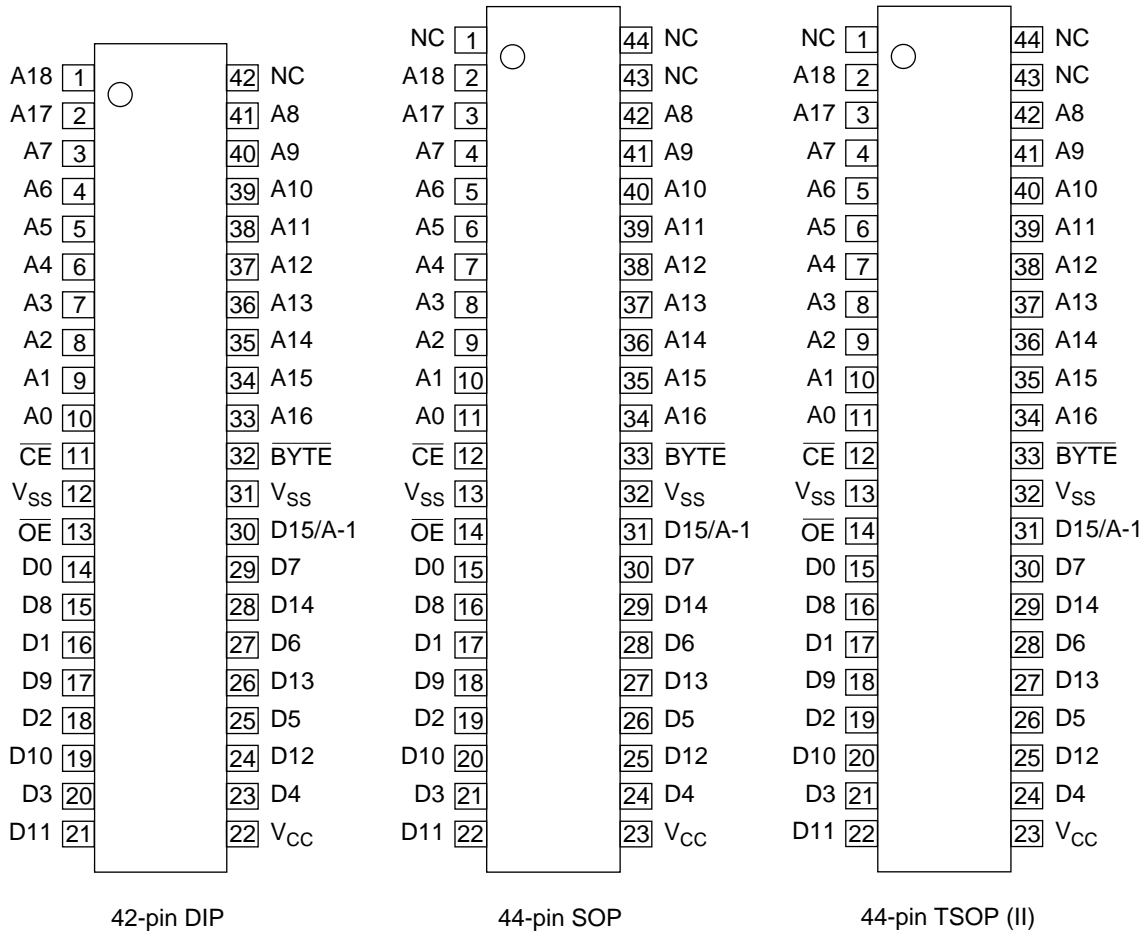 NC 1 44 NC NC 1 44 NC
A18 1 42 NC A18 2 43 NC A18 2 43 NC
A17 2 41 A8 A17 3 42 A8 A17 3 42 A8
A7 3 40 A9 A7 4 41 A9 A7 4 41 A9
A6 4 39 A10 A6 5 40 A10 A6 5 40 A10
A5 5 38 A11 A5 6 39 A11 A5 6 39 A11
A4 6 37 A12 A4 7 38 A12 A4 7 38 A12
A3 7 36 A13 A3 8 37 A13 A3 8 37 A13
A2 8 35 A14 A2 9 36 A14 A2 9 36 A14
A1 9 34 A15 A1 10 35 A15 A1 10 35 A15
A0 10 33 A16 A0 11 34 A16 A0 11 34 A16
CE 11 32 BYTE CE 12 33 BYTE CE 12 33 BYTE
VSS 12 31 VSS VSS 13 32 VSS VSS 13 32 VSS
OE 13 30 D15/A-1 OE 14 31 D15/A-1 OE 14 31 D15/A-1
D0 14 29 D7 D0 15 30 D7 D0 15 30 D7
D8 15 28 D14 D8 16 29 D14 D8 16 29 D14
D1 16 27 D6 D1 17 28 D6 D1 17 28 D6
D9 17 26 D13 D9 18 27 D13 D9 18 27 D13
D2 18 25 D5 D2 19 26 D5 D2 19 26 D5
D10 19 24 D12 D10 20 25 D12 D10 20 25 D12
D3 20 23 D4 D3 21 24 D4 D3 21 24 D4
D11 21 22 VCC D11 22 23 VCC D11 22 23 VCC
42-pin DIP 44-pin SOP 44-pin TSOP (II)